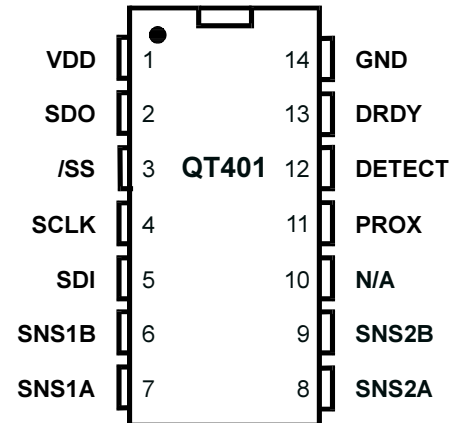 VDD 1 14 GND
SDO 2 13 DRDY
/SS 3 QT401 12 DETECT
SCLK 4 11 PROX
SDI 5 10 N/A
SNS1B 6 9 SNS2B
SNS1A 7 8 SNS2A